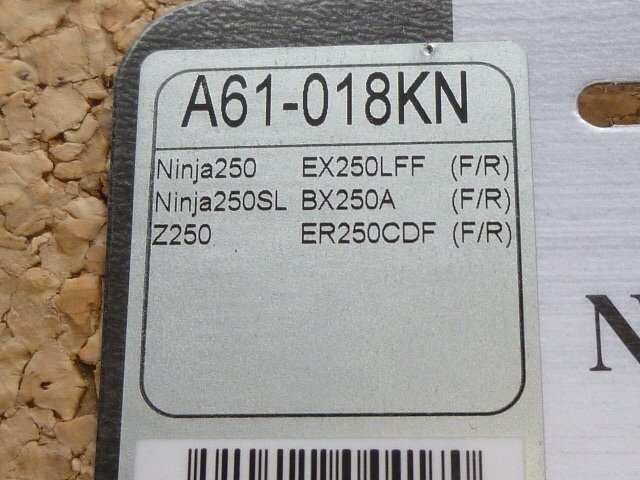 A61-018KN
Ninja250 EX250LFF (F/R)
Ninja250SL BX250A (F/R)
Z250 ER250CDF (F/R)
N